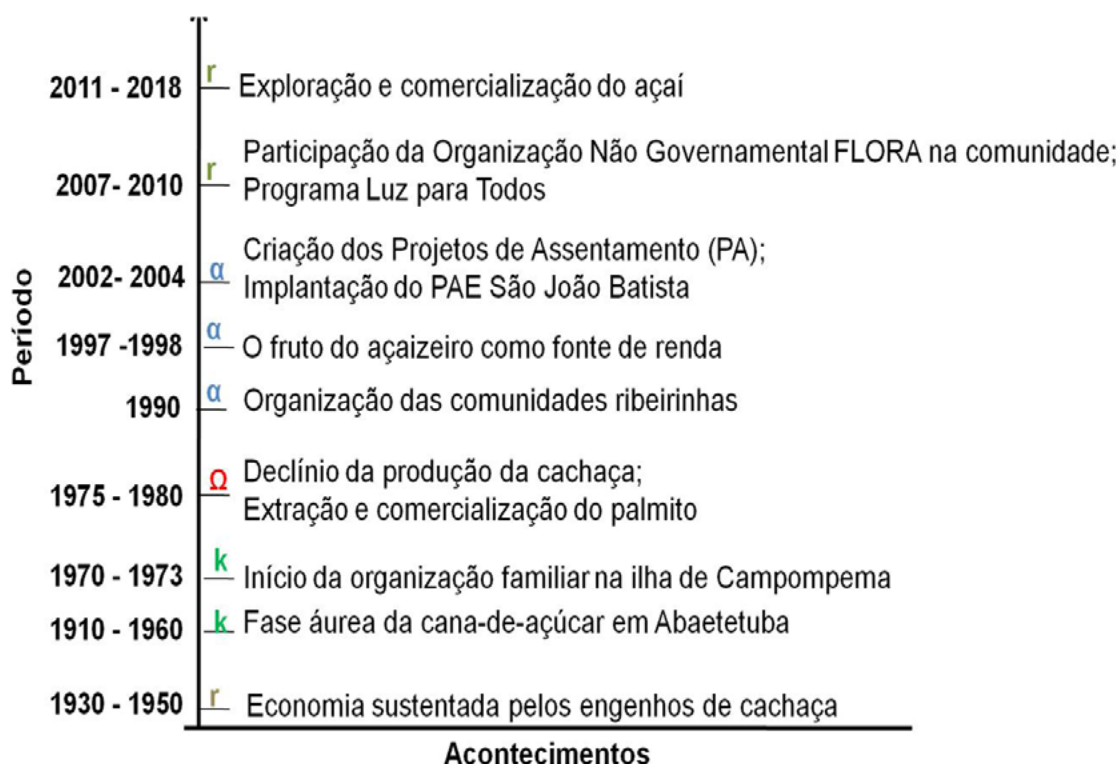 2011 - 2018 r Exploração e comercialização do açaí
Participação da Organização Não Governamental FLORA na comunidade;
2007- 2010 r Programa Luz para Todos
Criação dos Projetos de Assentamento (PA);
2002- 2004 α Implantação do PAE São João Batista
1997 -1998 α O fruto do açaizeiro como fonte de renda
1990 α Organização das comunidades ribeirinhas
Ω Declínio da produção da cachaça;
1975 - 1980 Extração e comercialização do palmito
1970 - 1973 k Início da organização familiar na ilha de Campompema
1910 - 1960 k Fase áurea da cana-de-açúcar em Abaetetuba
1930 - 1950 r Economia sustentada pelos engenhos de cachaça
Período
Acontecimentos